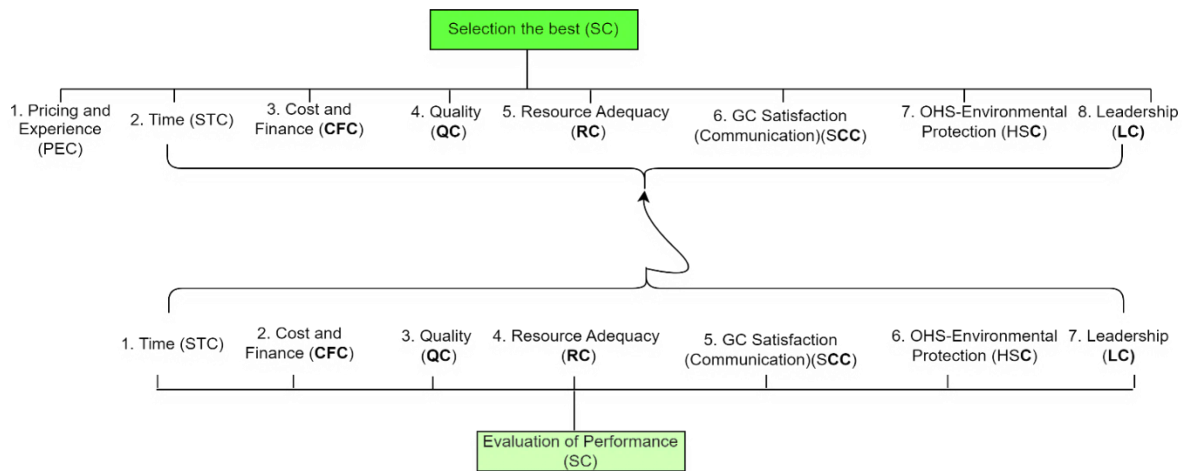 Selection the best (SC)
1. Pricing and
Experience
(PEC)
2. Time (STC)
3. Cost and
Finance (CFC)
4. Quality
(QC)
5. Resource Adequacy
(RC)
6. GC Satisfaction
(Communication)(SCC)
7. OHS-Environmental
Protection (HSC)
8. Leadership
(LC)
1. Time (STC)
2. Cost and
Finance (CFC)
3. Quality
(QC)
4. Resource Adequacy
(RC)
5. GC Satisfaction
(Communication)(SCC)
6. OHS-Environmental
Protection (HSC)
7. Leadership
(LC)
Evaluation of Performance
(SC)